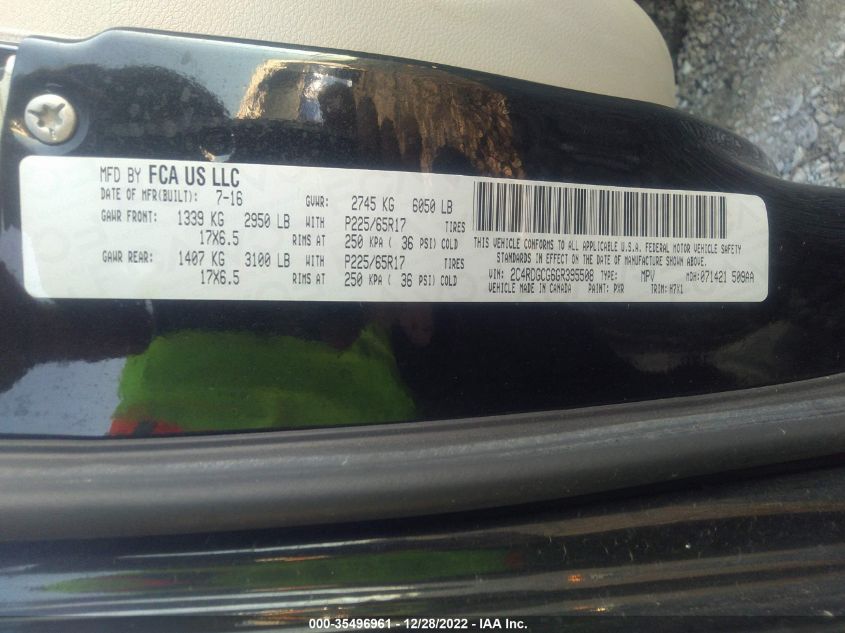 MFD BY FCA US LLC
DATE OF MFR(BUILT): 7-16 GVWR: 2745 KG 6050 LB
GAWR FRONT: 1339 KG 2950 LB WITH P225/65R17 TIRES
17X6.5 RIMS AT 250 KPA ( 36 PSI) COLD
GAWR REAR: 1407 KG 3100 LB WITH P225/65R17 TIRES
17X6.5 RIMS AT 250 KPA ( 36 PSI) COLD
THIS VEHICLE CONFORMS TO ALL APPLICABLE U.S.A. FEDERAL MOTOR VEHICLE SAFETY
STANDARDS IN EFFECT ON THE DATE OF MANUFACTURE SHOWN ABOVE.
VIN: 2C4RDGCG6GR395508 TYPE: MPV MDH: 071421 509AA
VEHICLE MADE IN CANADA PAINT: PXR TRIM: H7X1
000-35496961 - 12/28/2022 - IAA Inc.